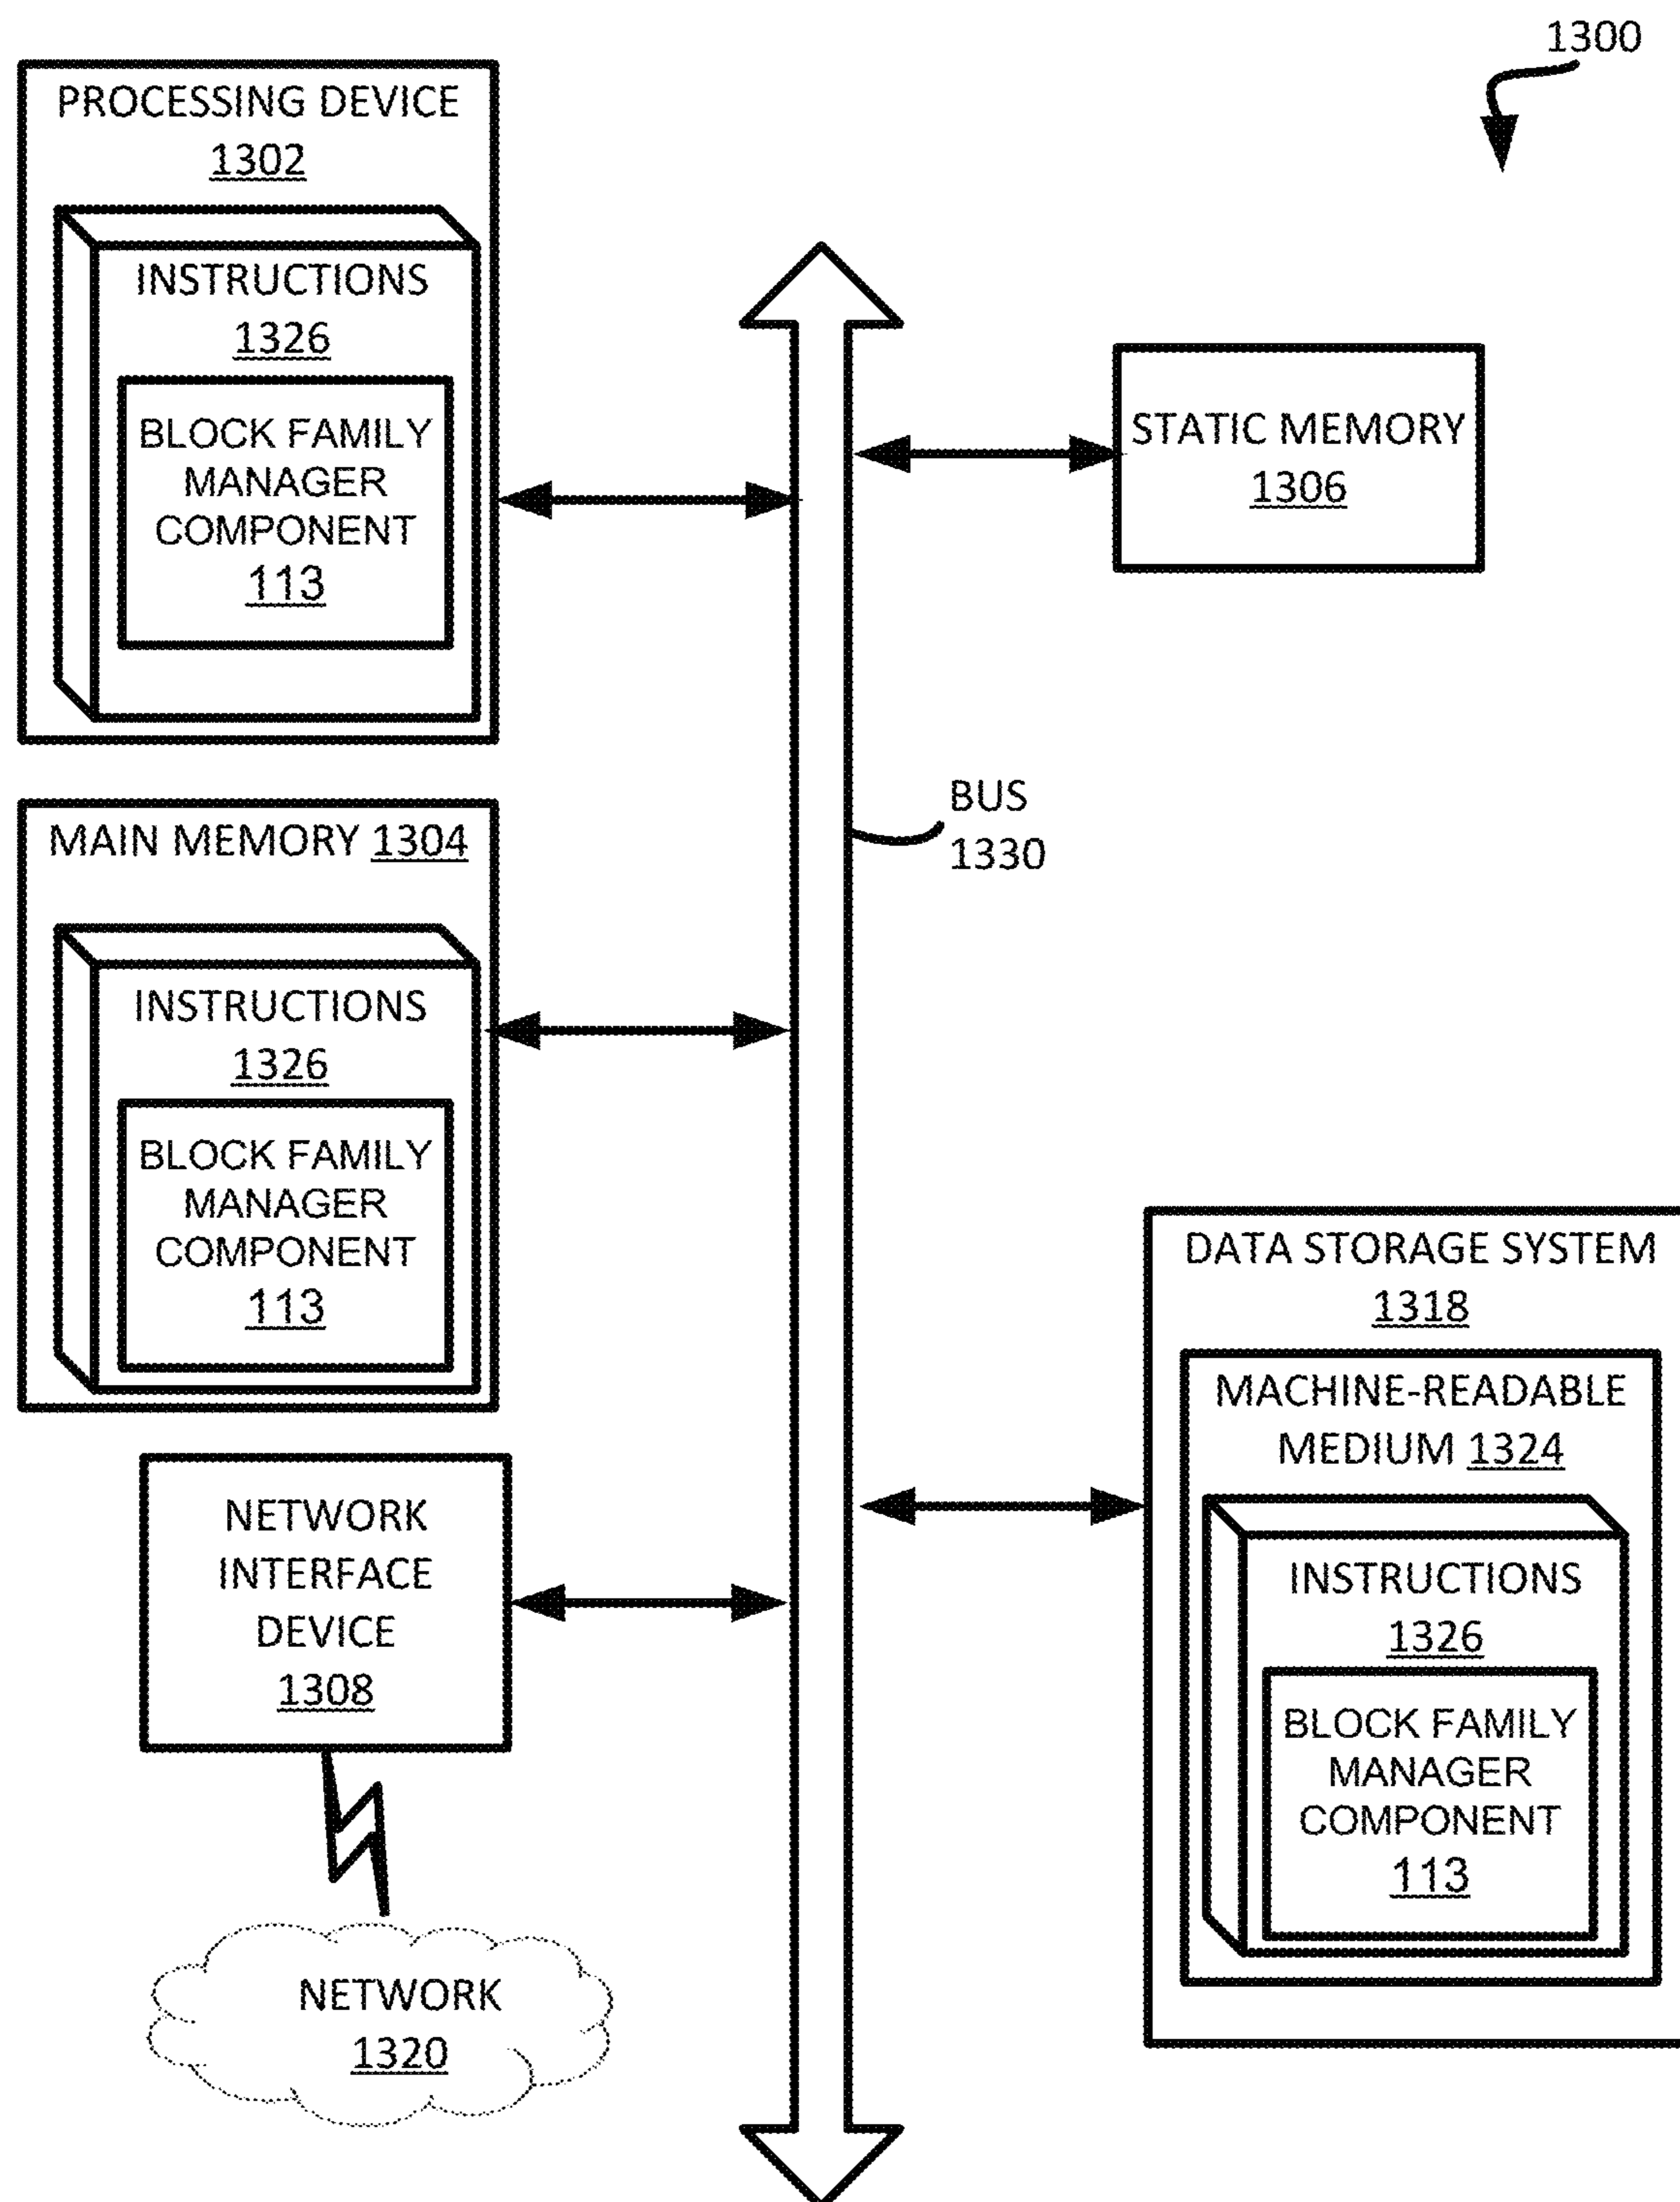 1300
PROCESSING DEVICE
1302
INSTRUCTIONS
1326
BLOCK FAMILY
MANAGER
COMPONENT
113
STATIC MEMORY
1306
BUS
1330
MAIN MEMORY 1304
INSTRUCTIONS
1326
BLOCK FAMILY
MANAGER
COMPONENT
113
DATA STORAGE SYSTEM
1318
MACHINE-READABLE
MEDIUM 1324
INSTRUCTIONS
1326
BLOCK FAMILY
MANAGER
COMPONENT
113
NETWORK
INTERFACE
DEVICE
1308
NETWORK
1320